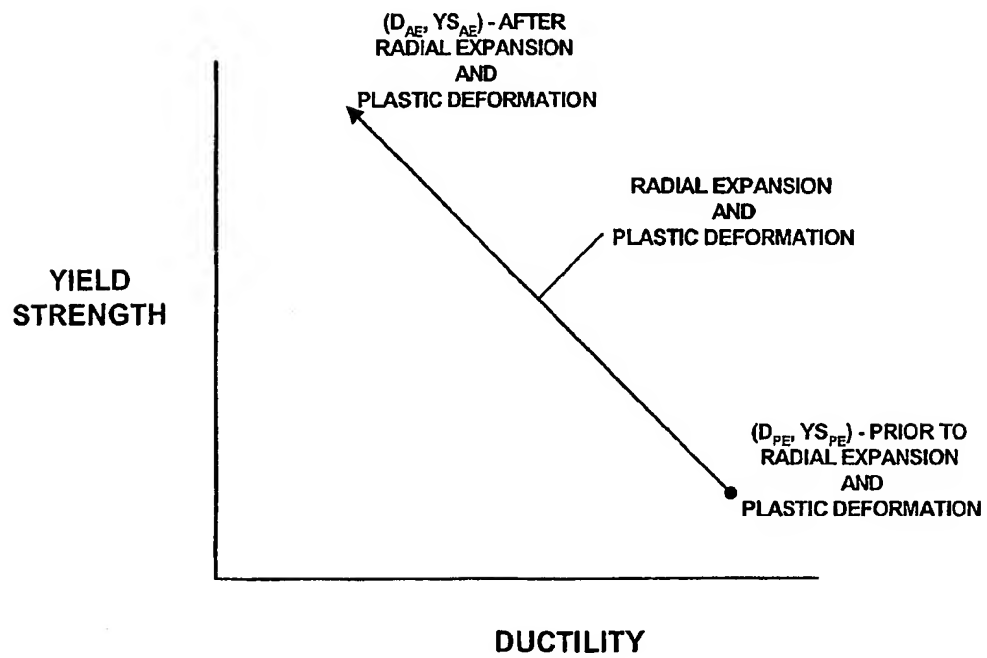 (D_AE, YS_AE) - AFTER
RADIAL EXPANSION
AND
PLASTIC DEFORMATION
RADIAL EXPANSION
AND
PLASTIC DEFORMATION
YIELD
STRENGTH
(D_PE, YS_PE) - PRIOR TO
RADIAL EXPANSION
AND
PLASTIC DEFORMATION
DUCTILITY